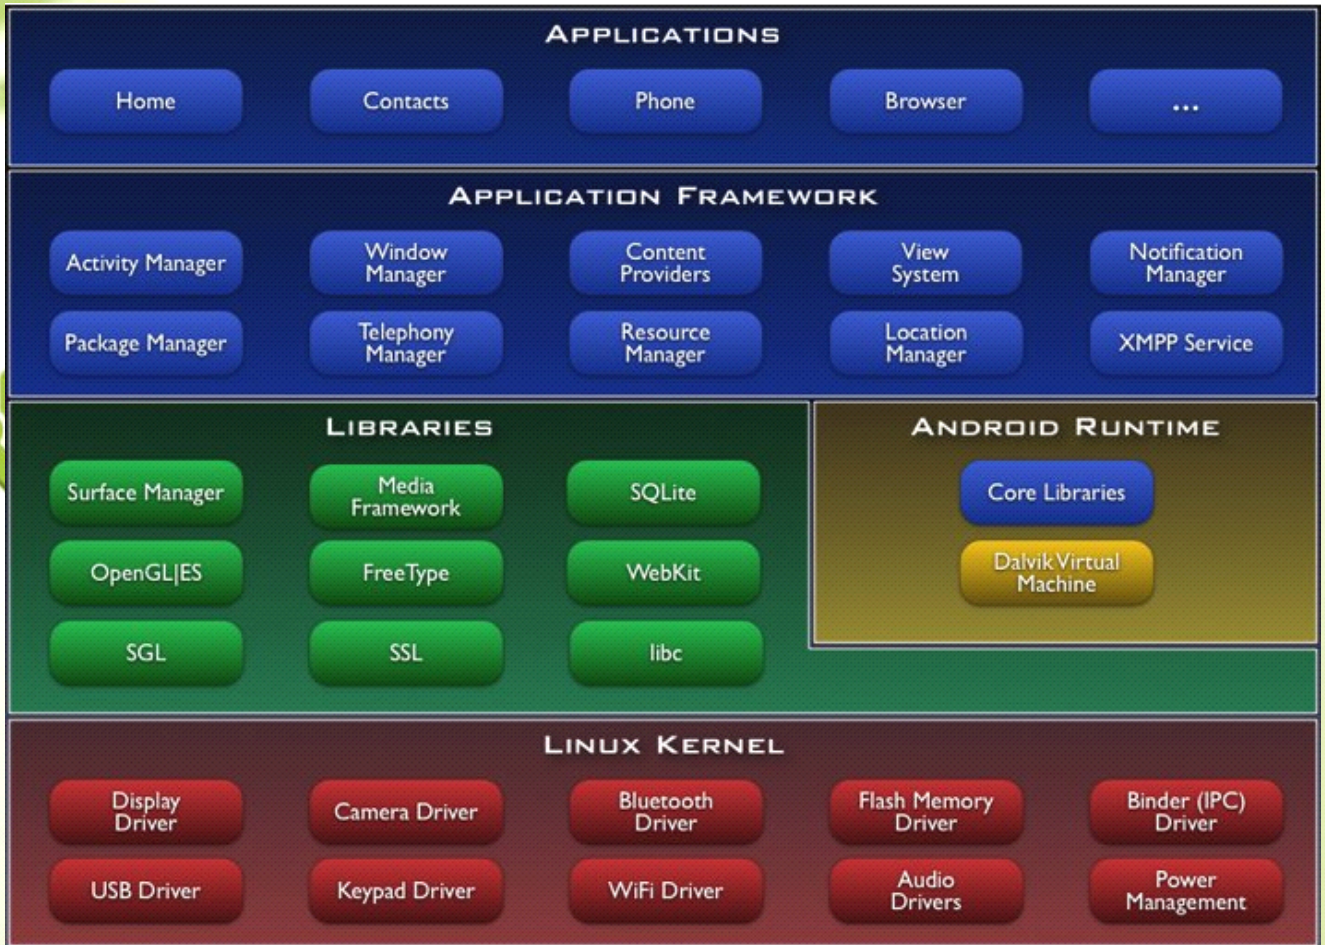 APPLICATIONS
Home
Contacts
Phone
Browser
...
APPLICATION FRAMEWORK
Activity Manager
Window
Manager
Content
Providers
View
System
Notification
Manager
Package Manager
Telephony
Manager
Resource
Manager
Location
Manager
XMPP Service
LIBRARIES
Surface Manager
Media
Framework
SQLite
OpenGL|ES
FreeType
WebKit
SGL
SSL
libc
ANDROID RUNTIME
Core Libraries
Dalvik Virtual
Machine
LINUX KERNEL
Display
Driver
Camera Driver
Bluetooth
Driver
Flash Memory
Driver
Binder (IPC)
Driver
USB Driver
Keypad Driver
WiFi Driver
Audio
Drivers
Power
Management